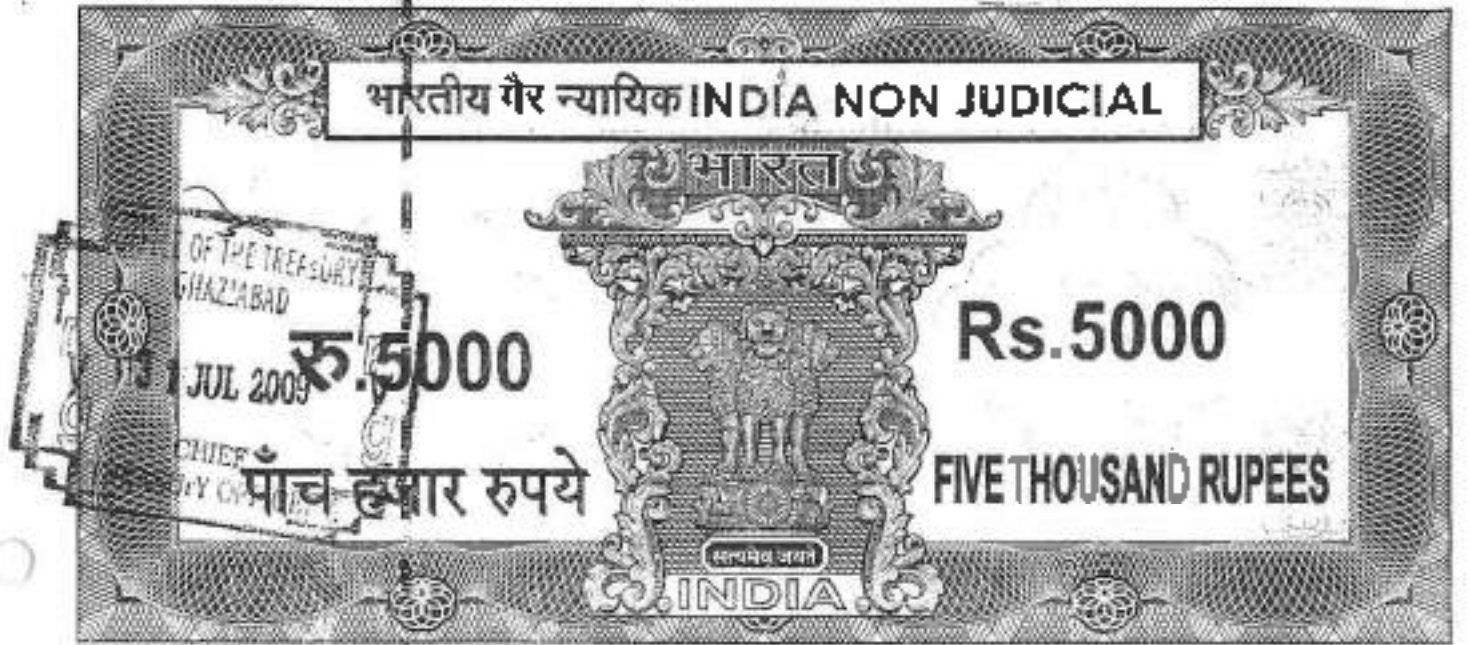 भारतीय गैर न्यायिक INDIA NON JUDICIAL
भारत
OF THE TREASURY
GHAZIABAD
JUL 2009
CHIEF
रु.5000
Rs.5000
पाँच हजार रुपये
FIVE THOUSAND RUPEES
सत्यमेव जयते
INDIA